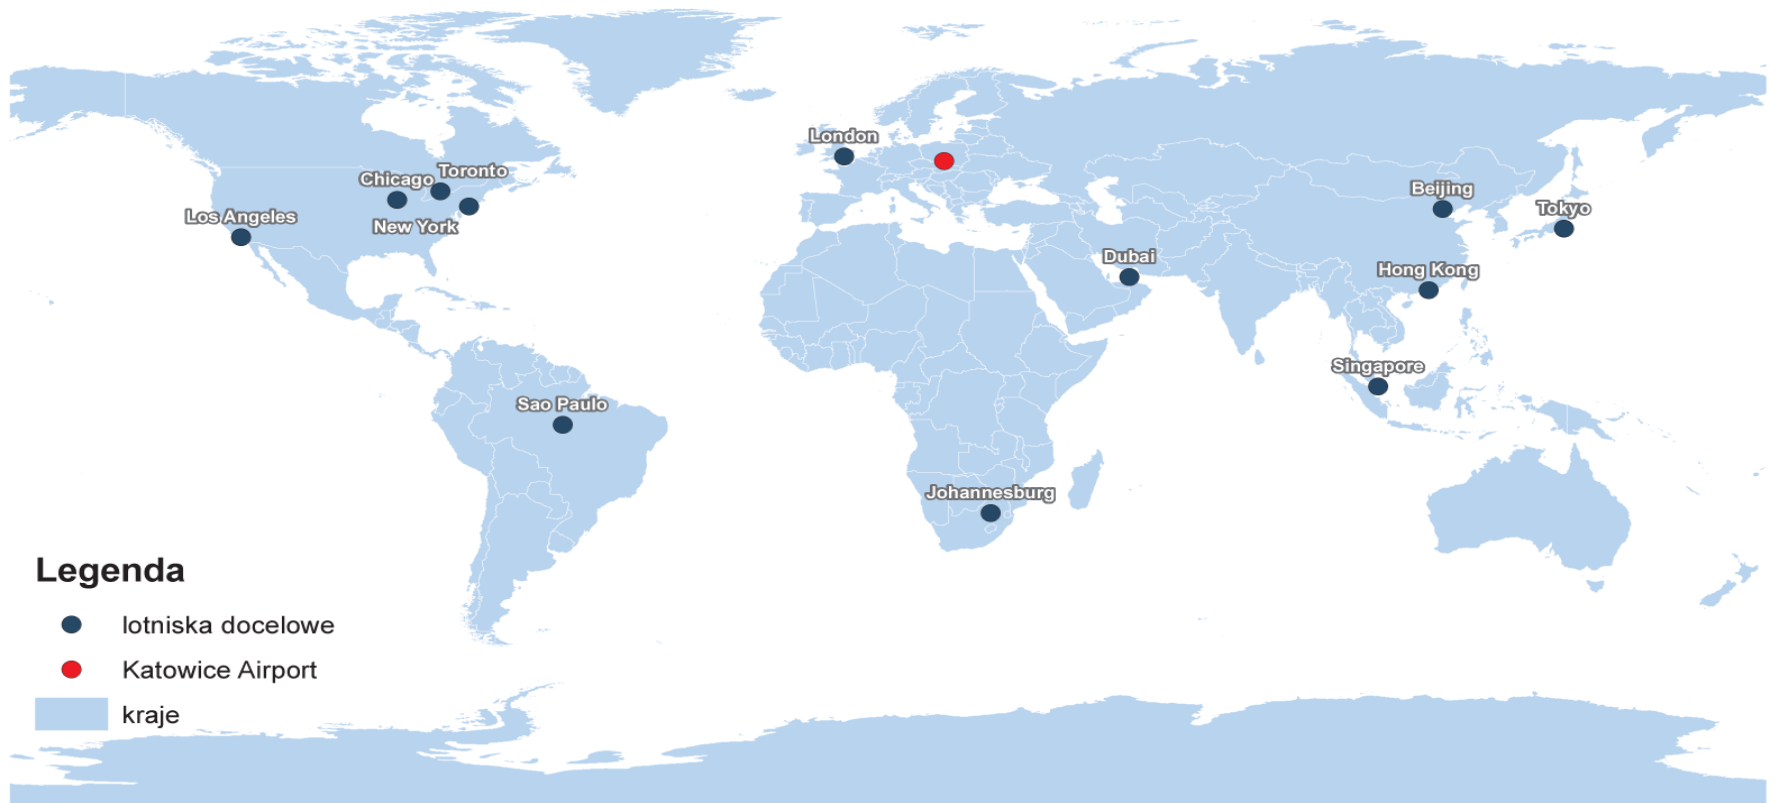 London
Toronto
Chicago
New York
Los Angeles
Beijing
Tokyo
Dubai
Hong Kong
Singapore
Sao Paulo
Johannesburg
Legenda
lotniska docelowe
Katowice Airport
kraje